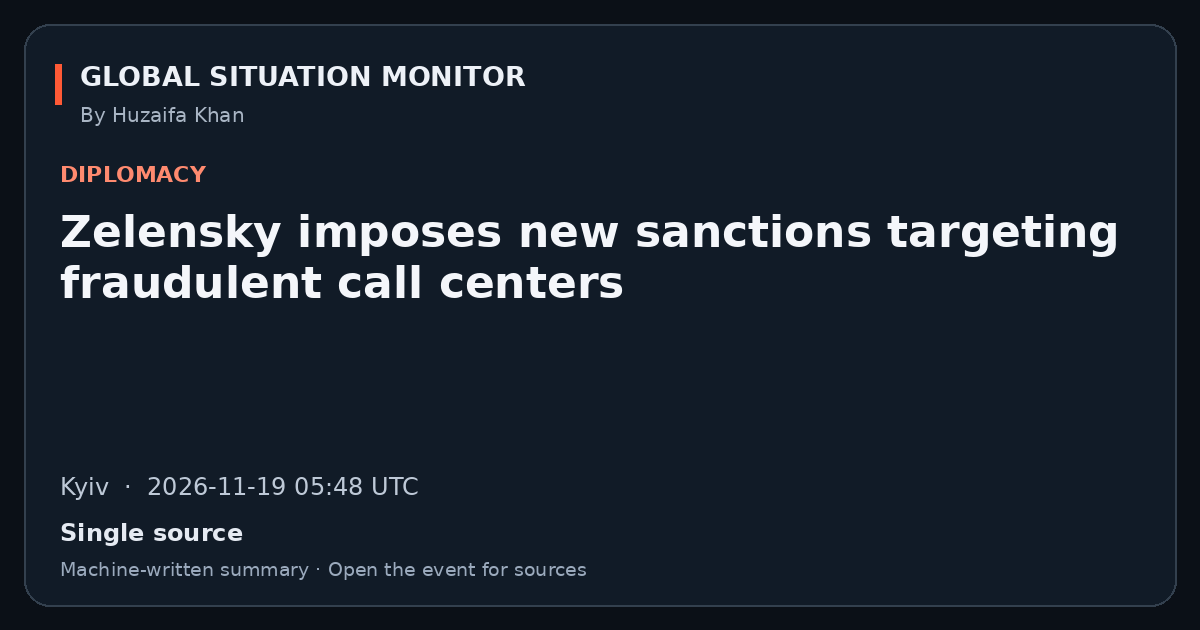 GLOBAL SITUATION MONITOR
By Huzaifa Khan
DIPLOMACY
Zelensky imposes new sanctions targeting
fraudulent call centers
Kyiv · 2026-11-19 05:48 UTC
Single source
Machine-written summary · Open the event for sources